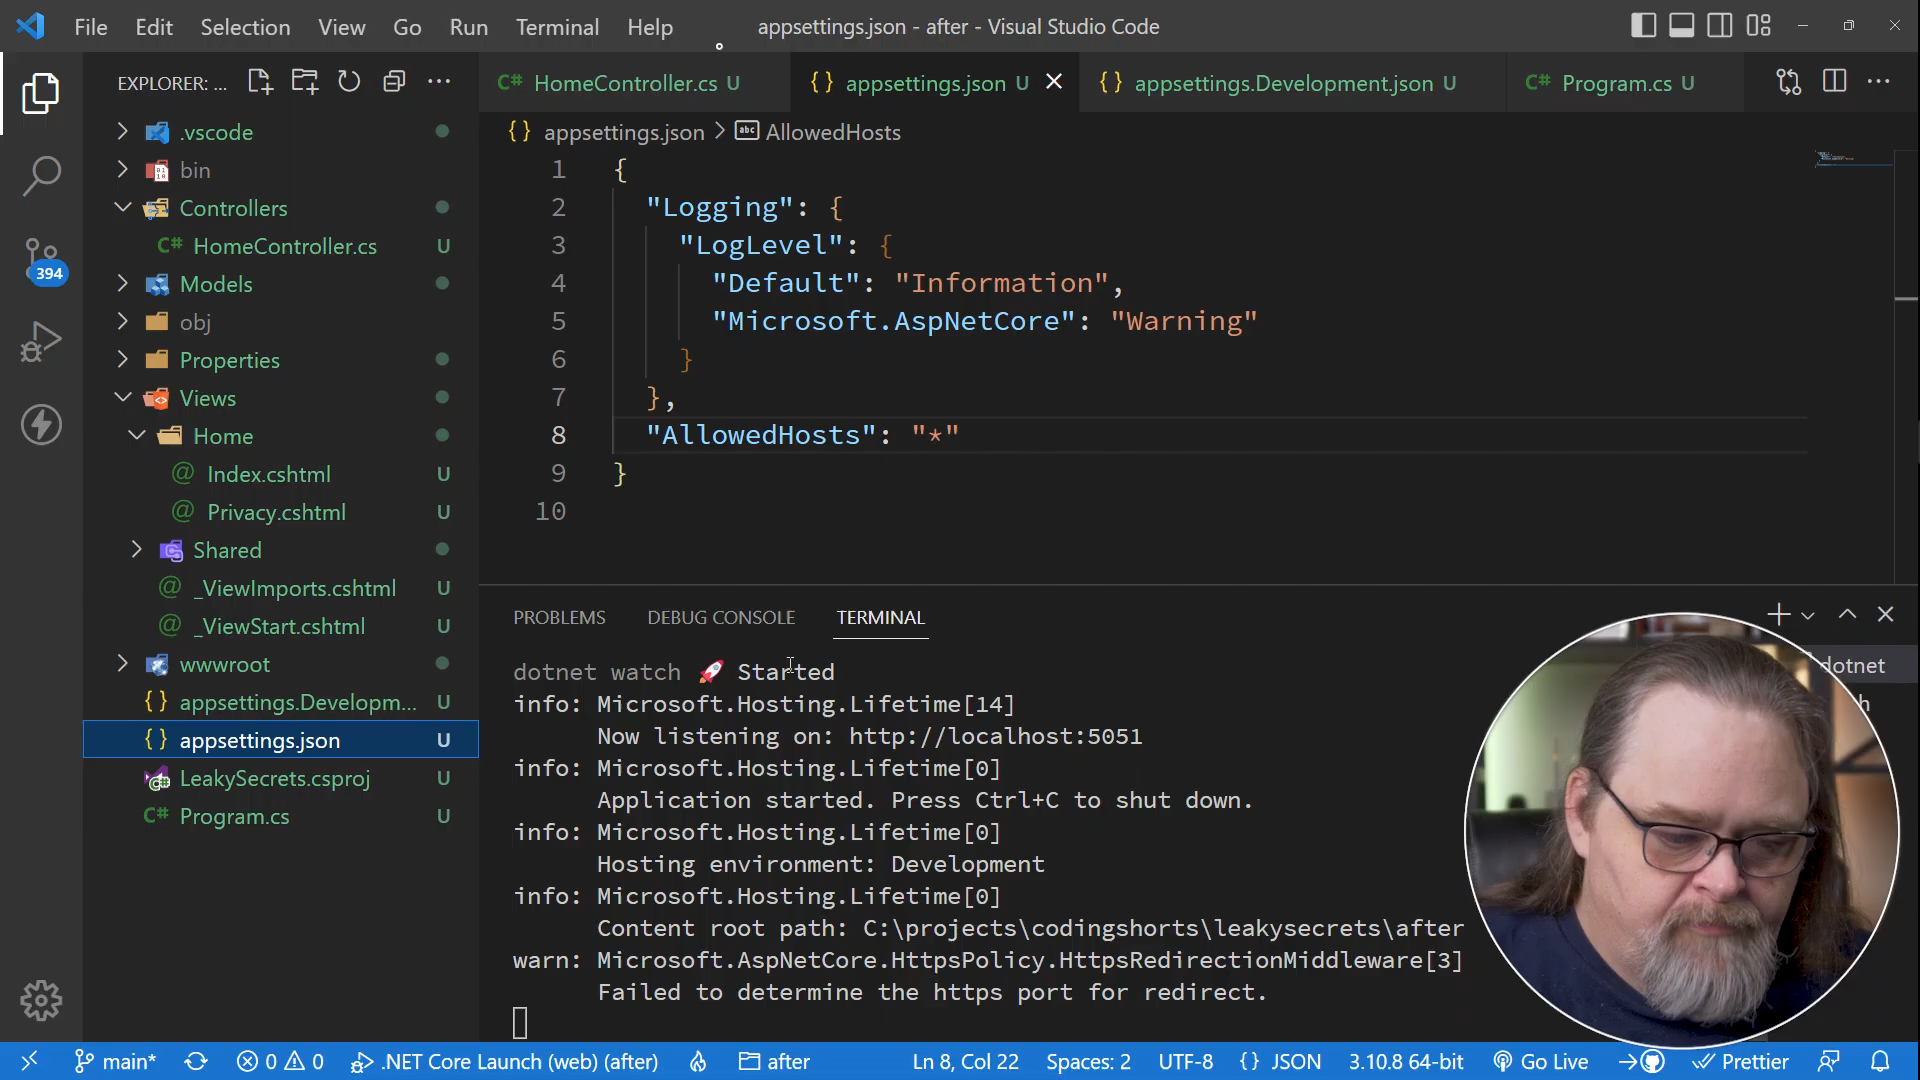 File Edit Selection View Go Run Terminal Help
appsettings.json - after - Visual Studio Code
EXPLORER: ...
HomeController.cs U
appsettings.json U
appsettings.Development.json U
Program.cs U
appsettings.json > AllowedHosts
.vscode
bin
Controllers
HomeController.cs U
Models
obj
Properties
Views
Home
Index.cshtml U
Privacy.cshtml U
Shared
_ViewImports.cshtml U
_ViewStart.cshtml U
wwwroot
appsettings.Developm... U
appsettings.json U
LeakySecrets.csproj U
Program.cs U
394
1 {
2 "Logging": {
3 "LogLevel": {
4 "Default": "Information",
5 "Microsoft.AspNetCore": "Warning"
6 }
7 },
8 "AllowedHosts": "*"
9 }
10
PROBLEMS DEBUG CONSOLE TERMINAL
dotnet watch 🚀 Started
info: Microsoft.Hosting.Lifetime[14]
Now listening on: http://localhost:5051
info: Microsoft.Hosting.Lifetime[0]
Application started. Press Ctrl+C to shut down.
info: Microsoft.Hosting.Lifetime[0]
Hosting environment: Development
info: Microsoft.Hosting.Lifetime[0]
Content root path: C:\projects\codingshorts\leakysecrets\after
warn: Microsoft.AspNetCore.HttpsPolicy.HttpsRedirectionMiddleware[3]
Failed to determine the https port for redirect.
dotnet
main* 0 0 .NET Core Launch (web) (after) after Ln 8, Col 22 Spaces: 2 UTF-8 {} JSON 3.10.8 64-bit Go Live Prettier